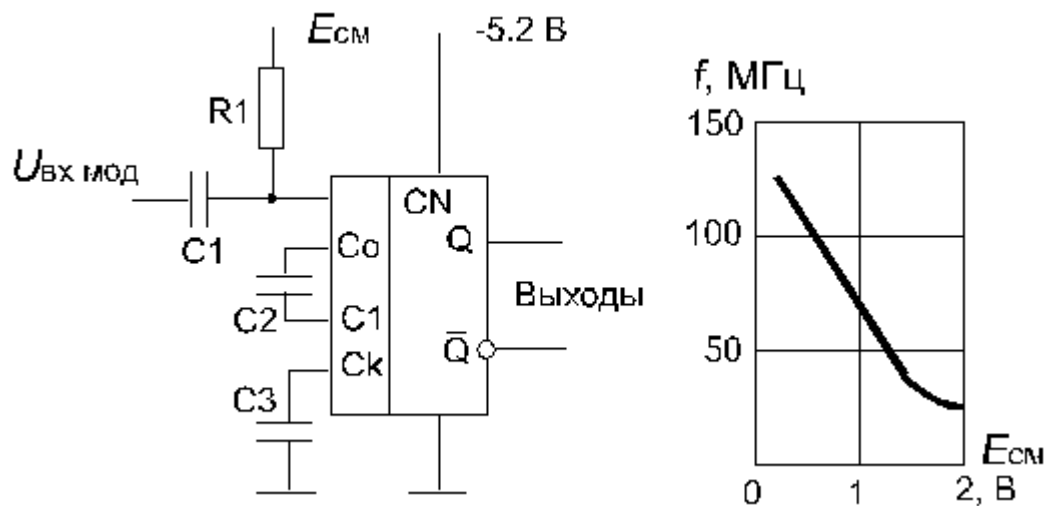 Eсм
-5.2 В
R1
Uвх мод
C1
CN
Co
Q
C2
C1
Выходы
Ck
Q̅
C3
f, МГц
150
100
50
Eсм
0
1
2, В